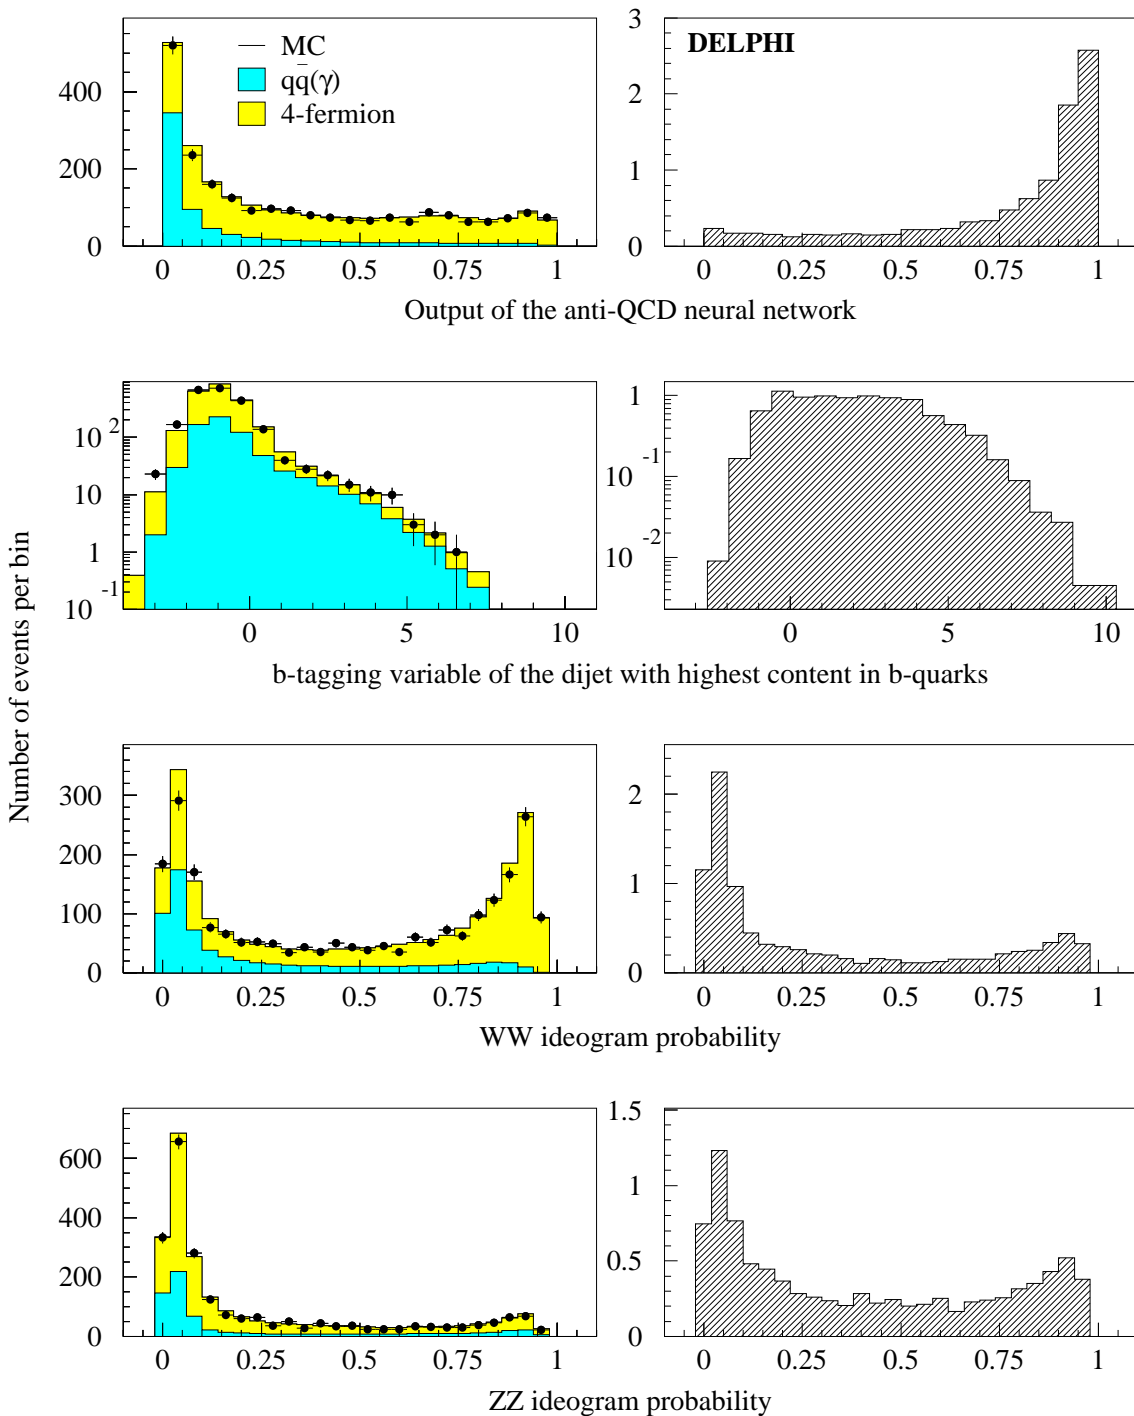 MC
qq̄(γ)
4-fermion
400
200
0
0 0.25 0.5 0.75 1
DELPHI
3
2
1
0
0 0.25 0.5 0.75 1
Output of the anti-QCD neural network
Number of events per bin
10 2
10
1
10 -1
0 5 10
1
10 -1
10 -2
0 5 10
b-tagging variable of the dijet with highest content in b-quarks
300
200
100
0
0 0.25 0.5 0.75 1
2
1
0
0 0.25 0.5 0.75 1
WW ideogram probability
600
400
200
0
0 0.25 0.5 0.75 1
1.5
1
0.5
0
0 0.25 0.5 0.75 1
ZZ ideogram probability